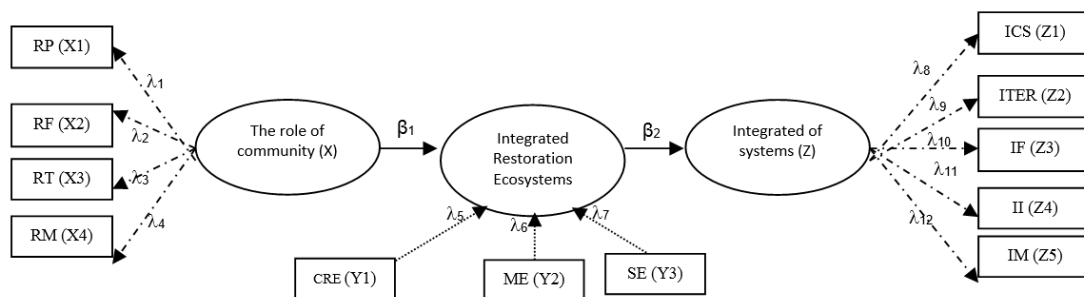 RP (X1)
RF (X2)
RT (X3)
RM (X4)
λ1
λ2
λ3
λ4
The role of
community (X)
β1
Integrated
Restoration
Ecosystems
β2
Integrated of
systems (Z)
λ5
λ6
λ7
CRE (Y1)
ME (Y2)
SE (Y3)
λ8
λ9
λ10
λ11
λ12
ICS (Z1)
ITER (Z2)
IF (Z3)
II (Z4)
IM (Z5)